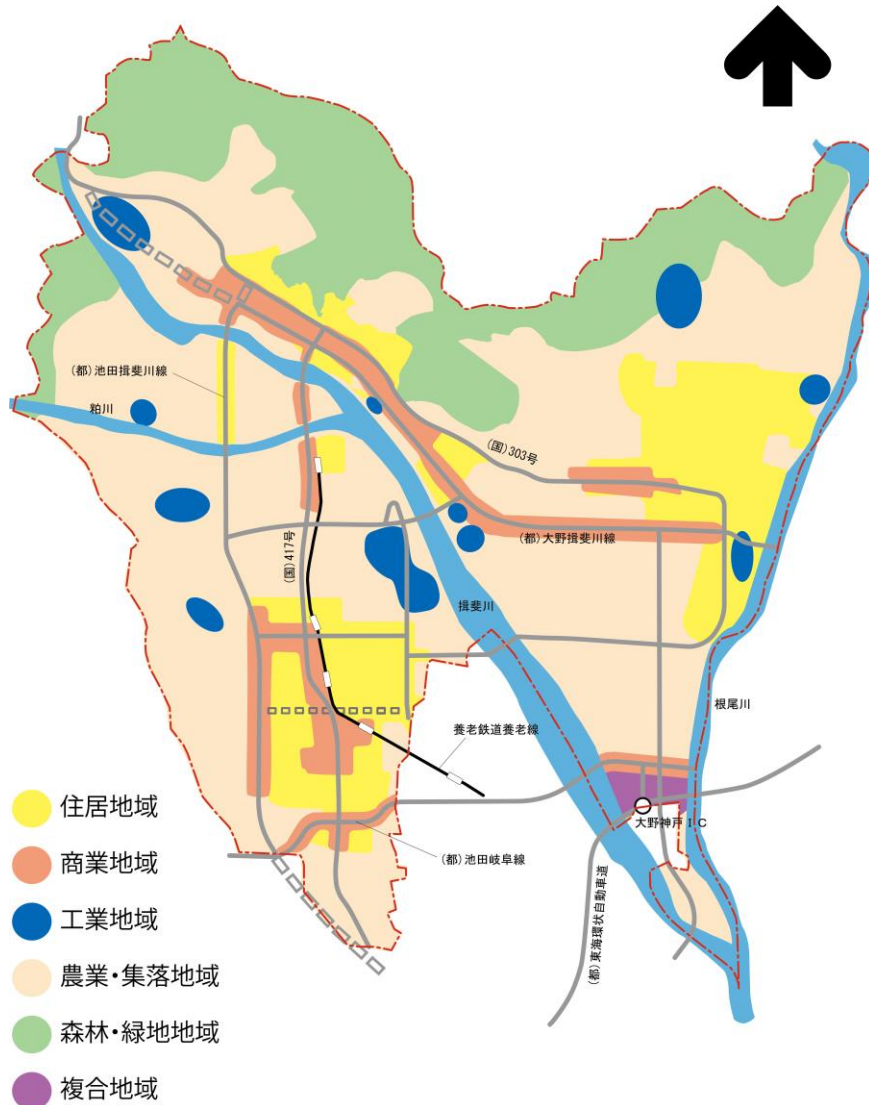 (都)池田揖斐川線
粕川
(国)303号
(都)大野揖斐川線
(国)417号
揖斐川
根尾川
養老鉄道養老線
大野神戸IC
(都)池田岐阜線
(都)東海環状自動車道
住居地域
商業地域
工業地域
農業・集落地域
森林・緑地地域
複合地域